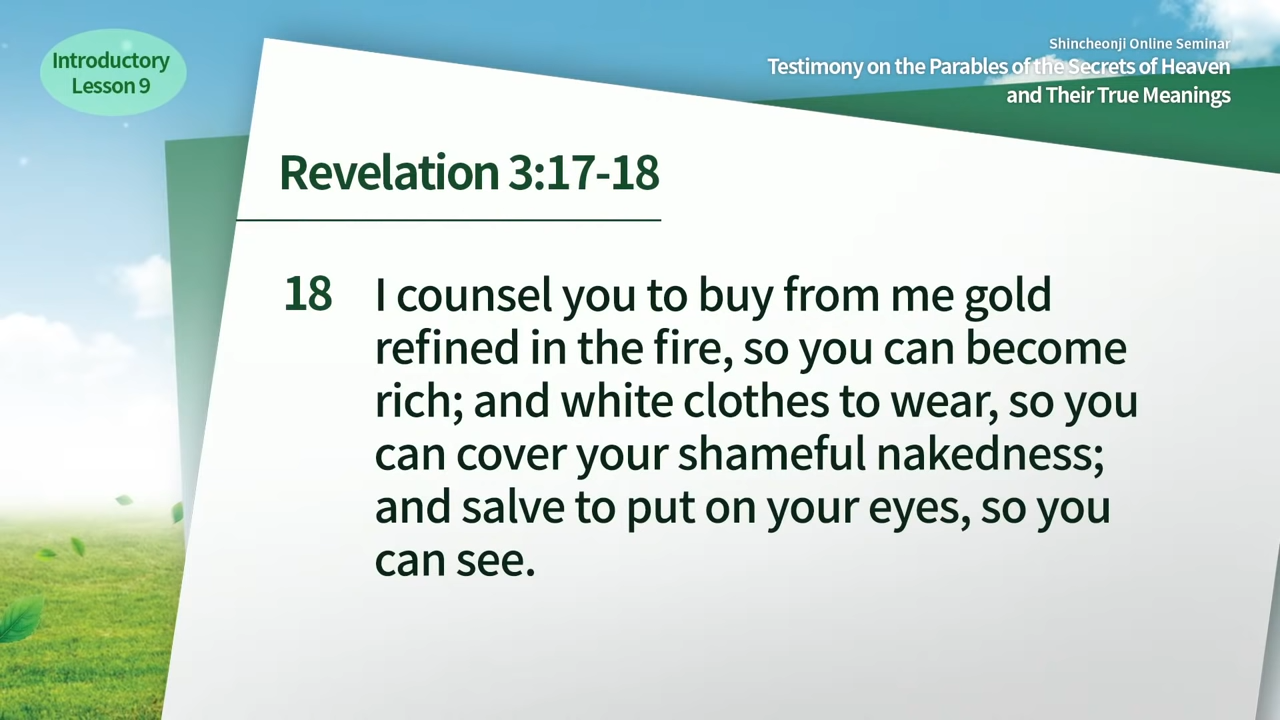 Introductory
Lesson 9
Shincheonji Online Seminar
Testimony on the Parables of the Secrets of Heaven
and Their True Meanings
Revelation 3:17-18
18 I counsel you to buy from me gold
refined in the fire, so you can become
rich; and white clothes to wear, so you
can cover your shameful nakedness;
and salve to put on your eyes, so you
can see.